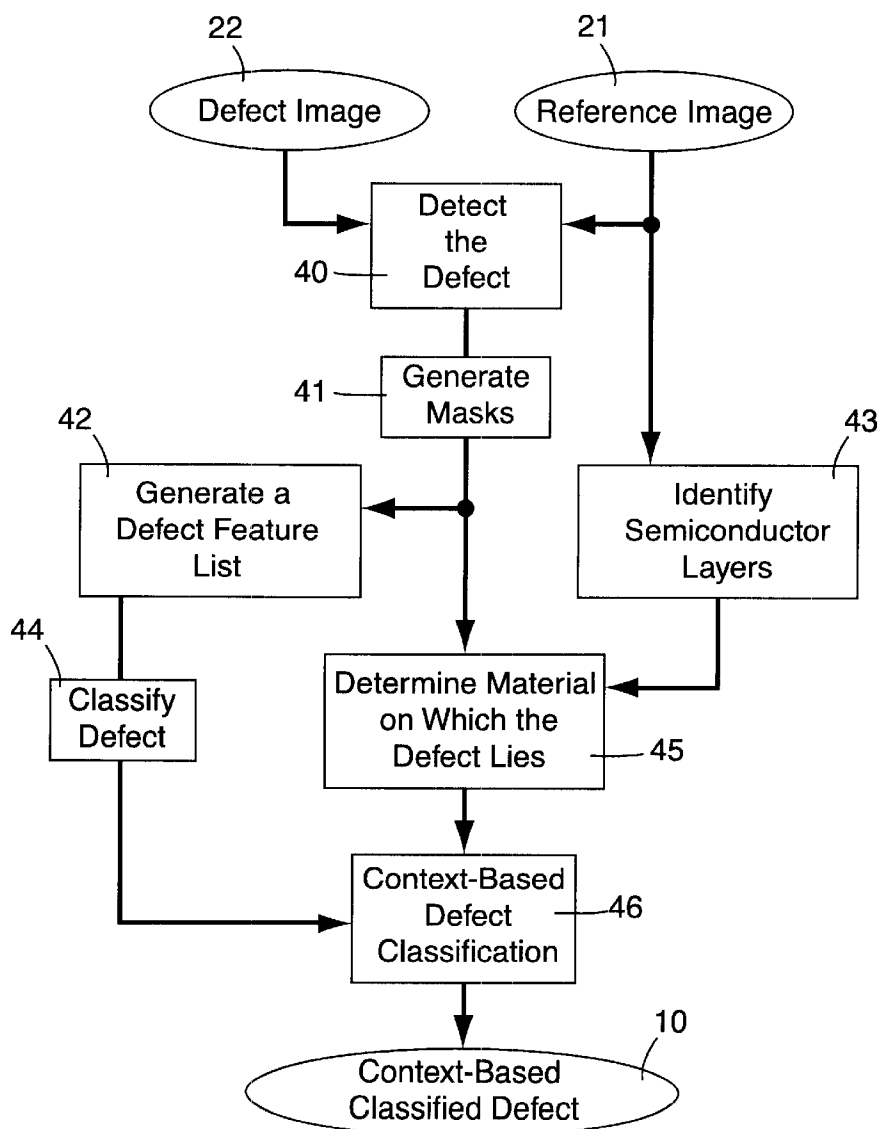 22
21
Defect Image
Reference Image
Detect
the
Defect
40
Generate
Masks
41
42
43
Generate a
Defect Feature
List
Identify
Semiconductor
Layers
44
Classify
Defect
Determine Material
on Which the
Defect Lies
45
Context-Based
Defect
Classification
46
10
Context-Based
Classified Defect